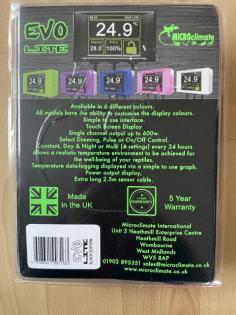 EVO
LITE
24.9°C
28.0° 100%
MICROclimate
24.9° 24.9° 24.9° 24.9° 24.9°
Available in 6 different colours.
All models have the ability to customise the display colours.
Simple to use interface.
Touch Screen Display
Single channel output up to 600w.
Select Dimming, Pulse or On/Off Control.
Constant, Day & Night or Multi (4 settings) every 24 hours
allows a realistic temperature environment to be achieved for
the well-being of your reptiles.
Temperature data-logging displayed via a simple to use graph.
Power output display.
Extra long 2.5m sensor cable.
Made
in the UK
5 Year
Warranty
EVO
LITE
Microclimate International
Unit 3 Heathmill Enterprise Centre
Heathmill Road
Wombourne
West Midlands
WV5 8AP
01902 895351 sales@microclimate.co.uk
www.microclimate.co.uk